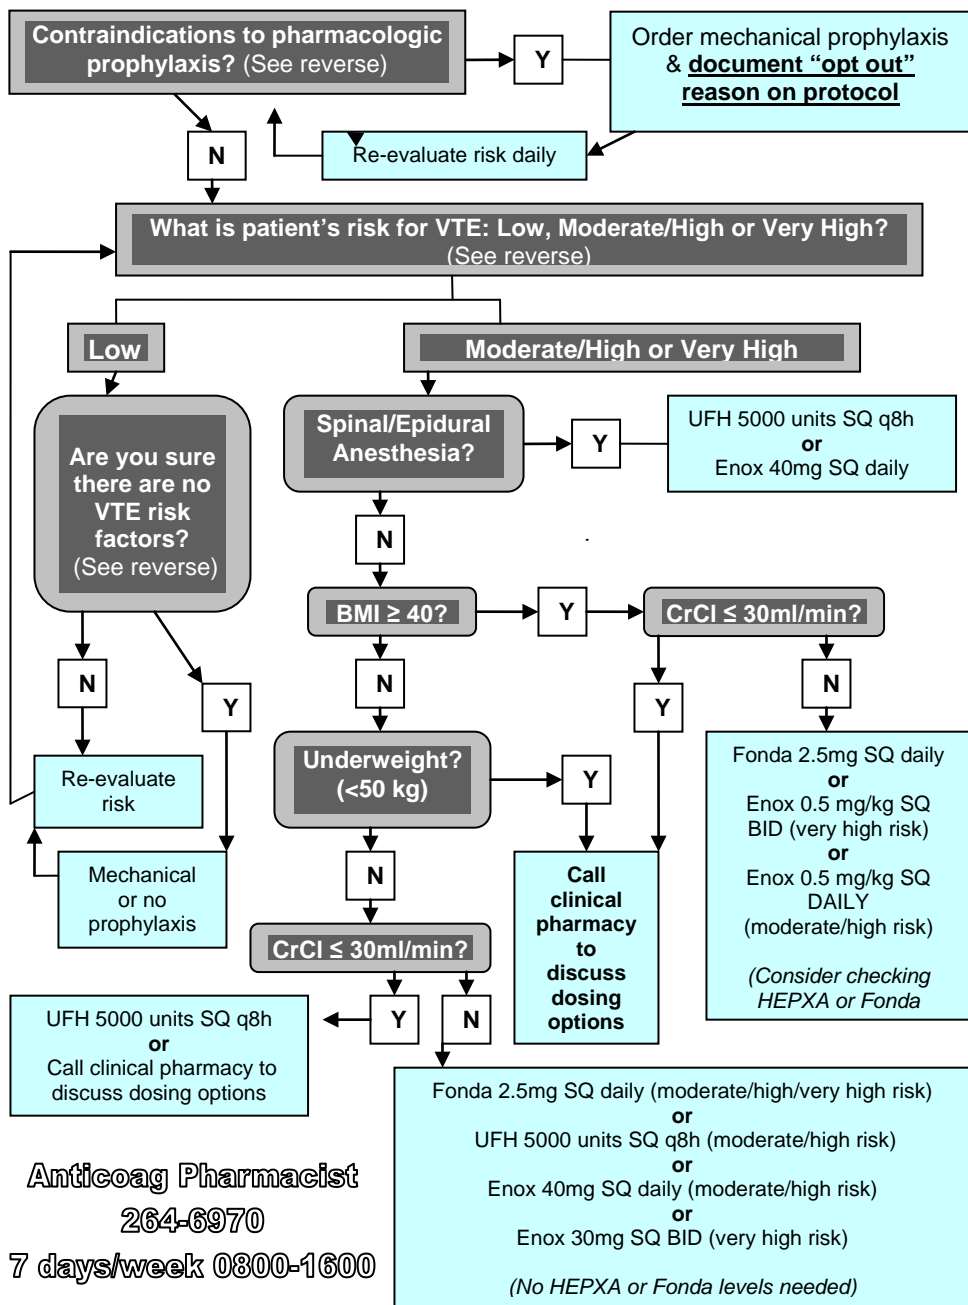 Contraindications to pharmacologic
prophylaxis? (See reverse)
Y
Order mechanical prophylaxis
& document “opt out”
reason on protocol
N
Re-evaluate risk daily
What is patient's risk for VTE: Low, Moderate/High or Very High?
(See reverse)
Low
Moderate/High or Very High
Are you sure
there are no
VTE risk
factors?
(See reverse)
N
Y
Re-evaluate
risk
Mechanical
or no
prophylaxis
Spinal/Epidural
Anesthesia?
Y
UFH 5000 units SQ q8h
or
Enox 40mg SQ daily
N
BMI ≥ 40?
Y
CrCl ≤ 30ml/min?
N
Y
N
Underweight?
(<50 kg)
Y
Fonda 2.5mg SQ daily
or
Enox 0.5 mg/kg SQ
BID (very high risk)
or
Enox 0.5 mg/kg SQ
DAILY
(moderate/high risk)
(Consider checking
HEPXA or Fonda
N
Call
clinical
pharmacy
to
discuss
dosing
options
CrCl ≤ 30ml/min?
Y
N
UFH 5000 units SQ q8h
or
Call clinical pharmacy to
discuss dosing options
Fonda 2.5mg SQ daily (moderate/high/very high risk)
or
UFH 5000 units SQ q8h (moderate/high risk)
or
Enox 40mg SQ daily (moderate/high risk)
or
Enox 30mg SQ BID (very high risk)
(No HEPXA or Fonda levels needed)
Anticoag Pharmacist
264-6970
7 days/week 0800-1600